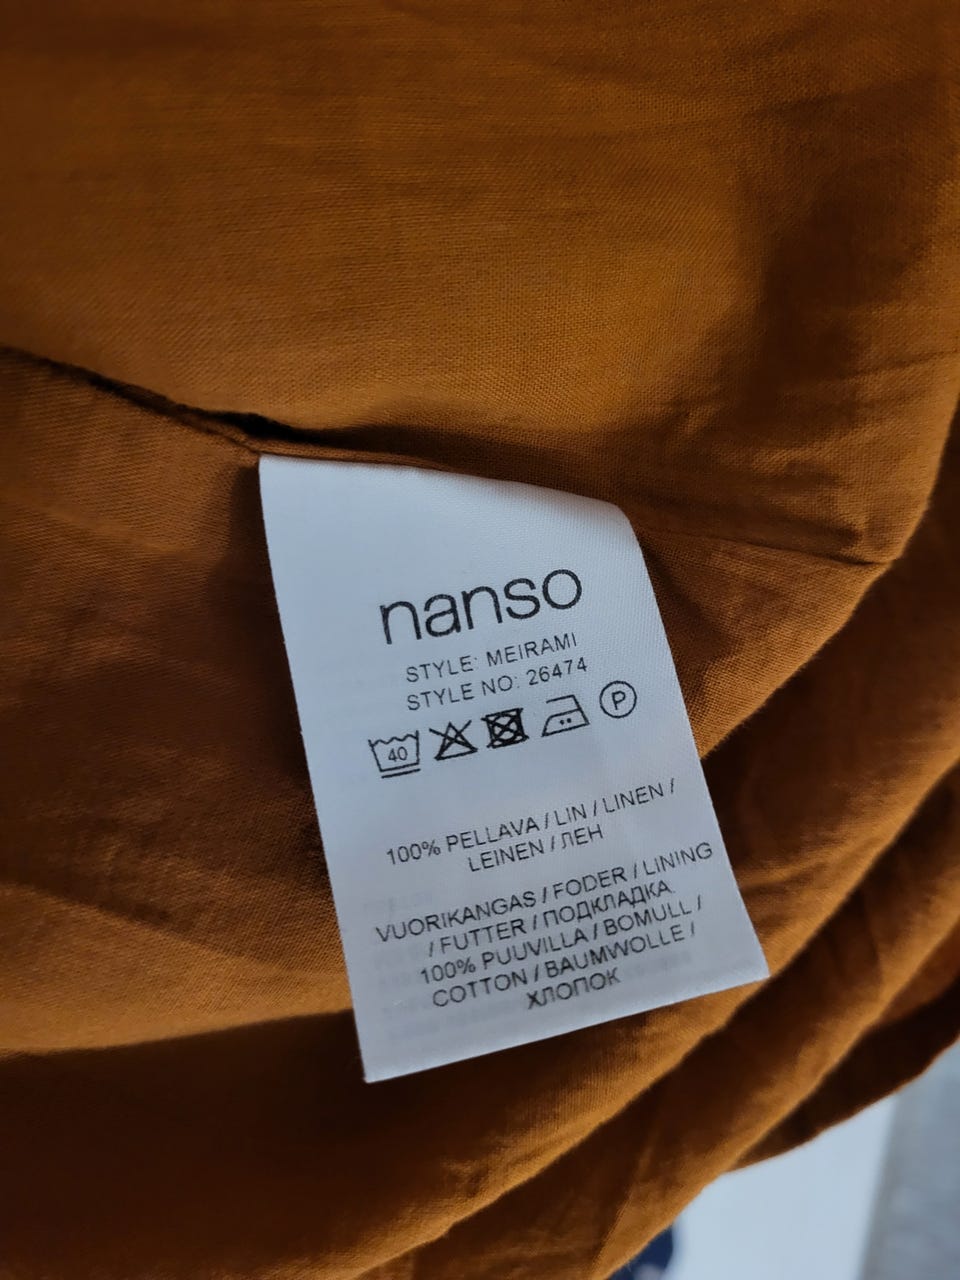 nanso
STYLE: MEIRAMI
STYLE NO: 26474
40 P
100% PELLAVA / LIN / LINEN /
LEINEN / ЛЕН
VUORIKANGAS / FODER / LINING
/ FUTTER / ПОДКЛАДКА
100% PUUVILLA / BOMULL /
COTTON / BAUMWOLLE /
ХЛОПОК